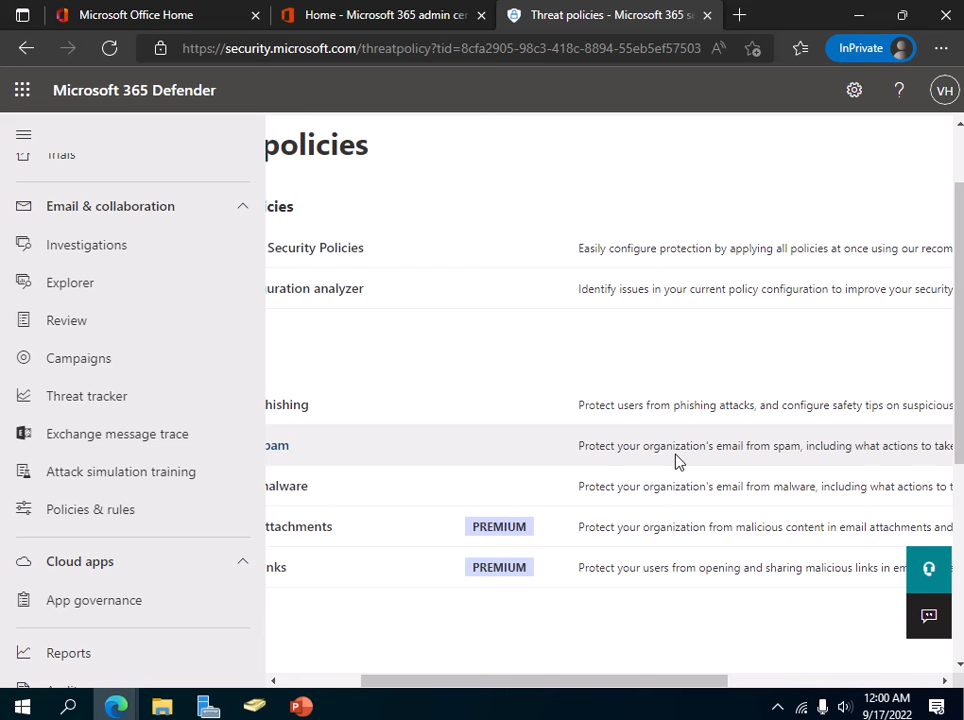 Microsoft Office Home
Home - Microsoft 365 admin cer
Threat policies - Microsoft 365 se
https://security.microsoft.com/threatpolicy?tid=8cfa2905-98c3-418c-8894-55eb5ef57503
InPrivate
Microsoft 365 Defender
VH
Trials
policies
Email & collaboration
icies
Investigations
Security Policies
Easily configure protection by applying all policies at once using our recom
Explorer
uration analyzer
Identify issues in your current policy configuration to improve your security
Review
Campaigns
Threat tracker
hishing
Protect users from phishing attacks, and configure safety tips on suspicious
Exchange message trace
pam
Protect your organization's email from spam, including what actions to take
Attack simulation training
nalware
Protect your organization's email from malware, including what actions to t
Policies & rules
ttachments
PREMIUM
Protect your organization from malicious content in email attachments and
Cloud apps
nks
PREMIUM
Protect your users from opening and sharing malicious links in em
App governance
Reports
Audit
12:00 AM
9/17/2022